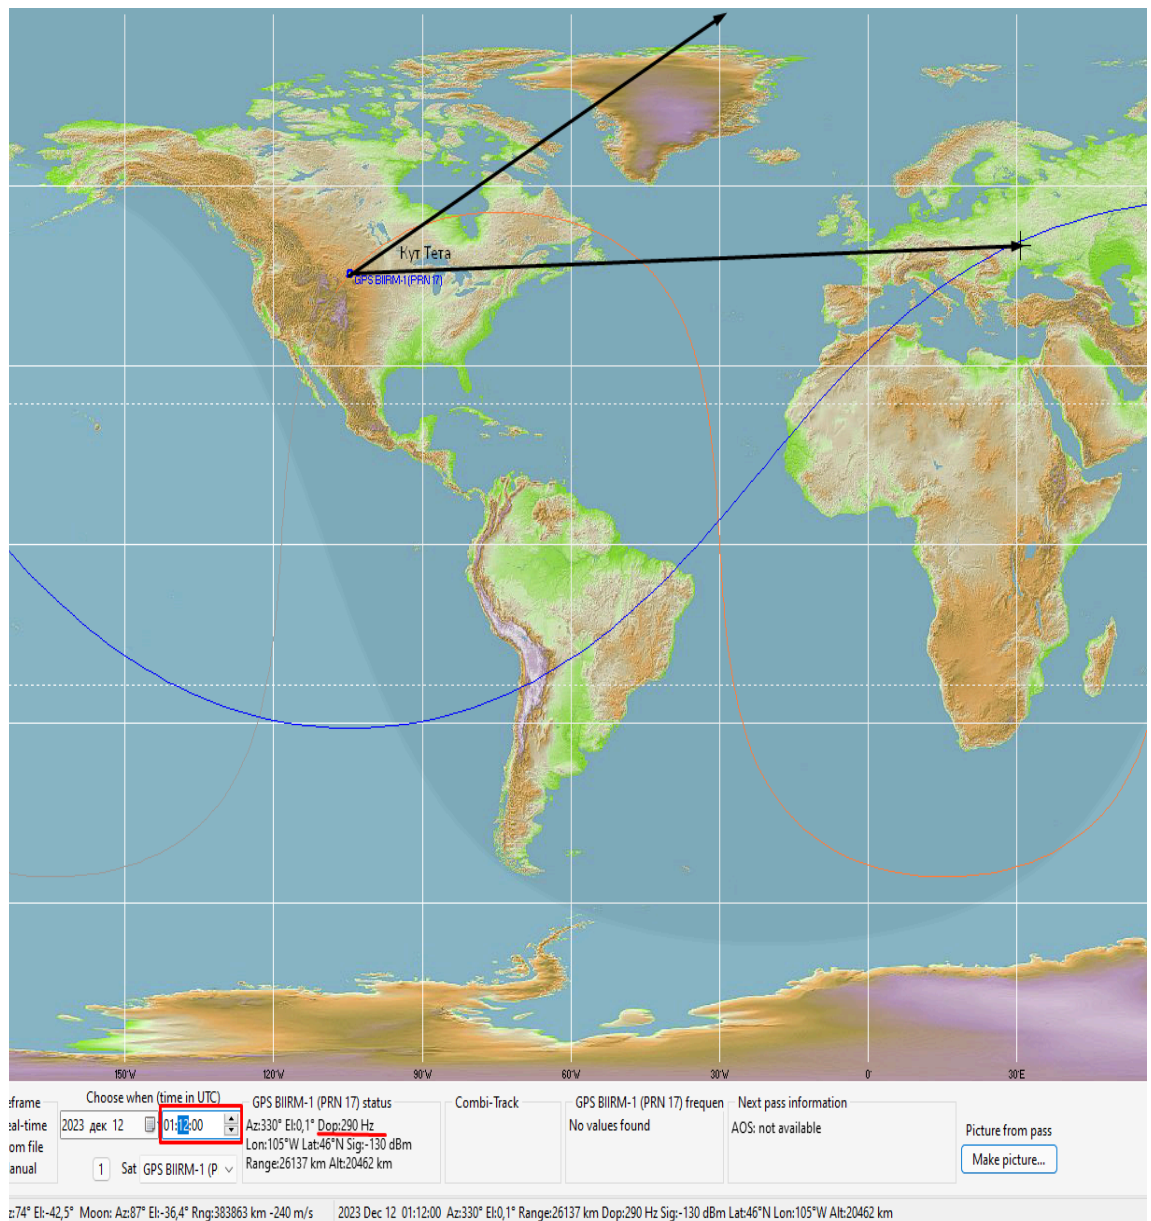 Кут Тета
GPS BIIRM-1(PRN 17)
150°W 120°W 90°W 60°W 30°W 0° 30°E
eframe Choose when (time in UTC) GPS BIIRM-1 (PRN 17) status Combi-Track GPS BIIRM-1 (PRN 17) frequen Next pass information
eal-time 2023 дек 12 01:12:00 Az:330° El:0,1° Dop:290 Hz No values found AOS: not available
om file Lon:105°W Lat:46°N Sig:-130 dBm Picture from pass
anual 1 Sat GPS BIIRM-1 (P Range:26137 km Alt:20462 km Make picture...
z:74° El:-42,5° Moon: Az:87° El:-36,4° Rng:383863 km -240 m/s 2023 Dec 12 01:12:00 Az:330° El:0,1° Range:26137 km Dop:290 Hz Sig:-130 dBm Lat:46°N Lon:105°W Alt:20462 km